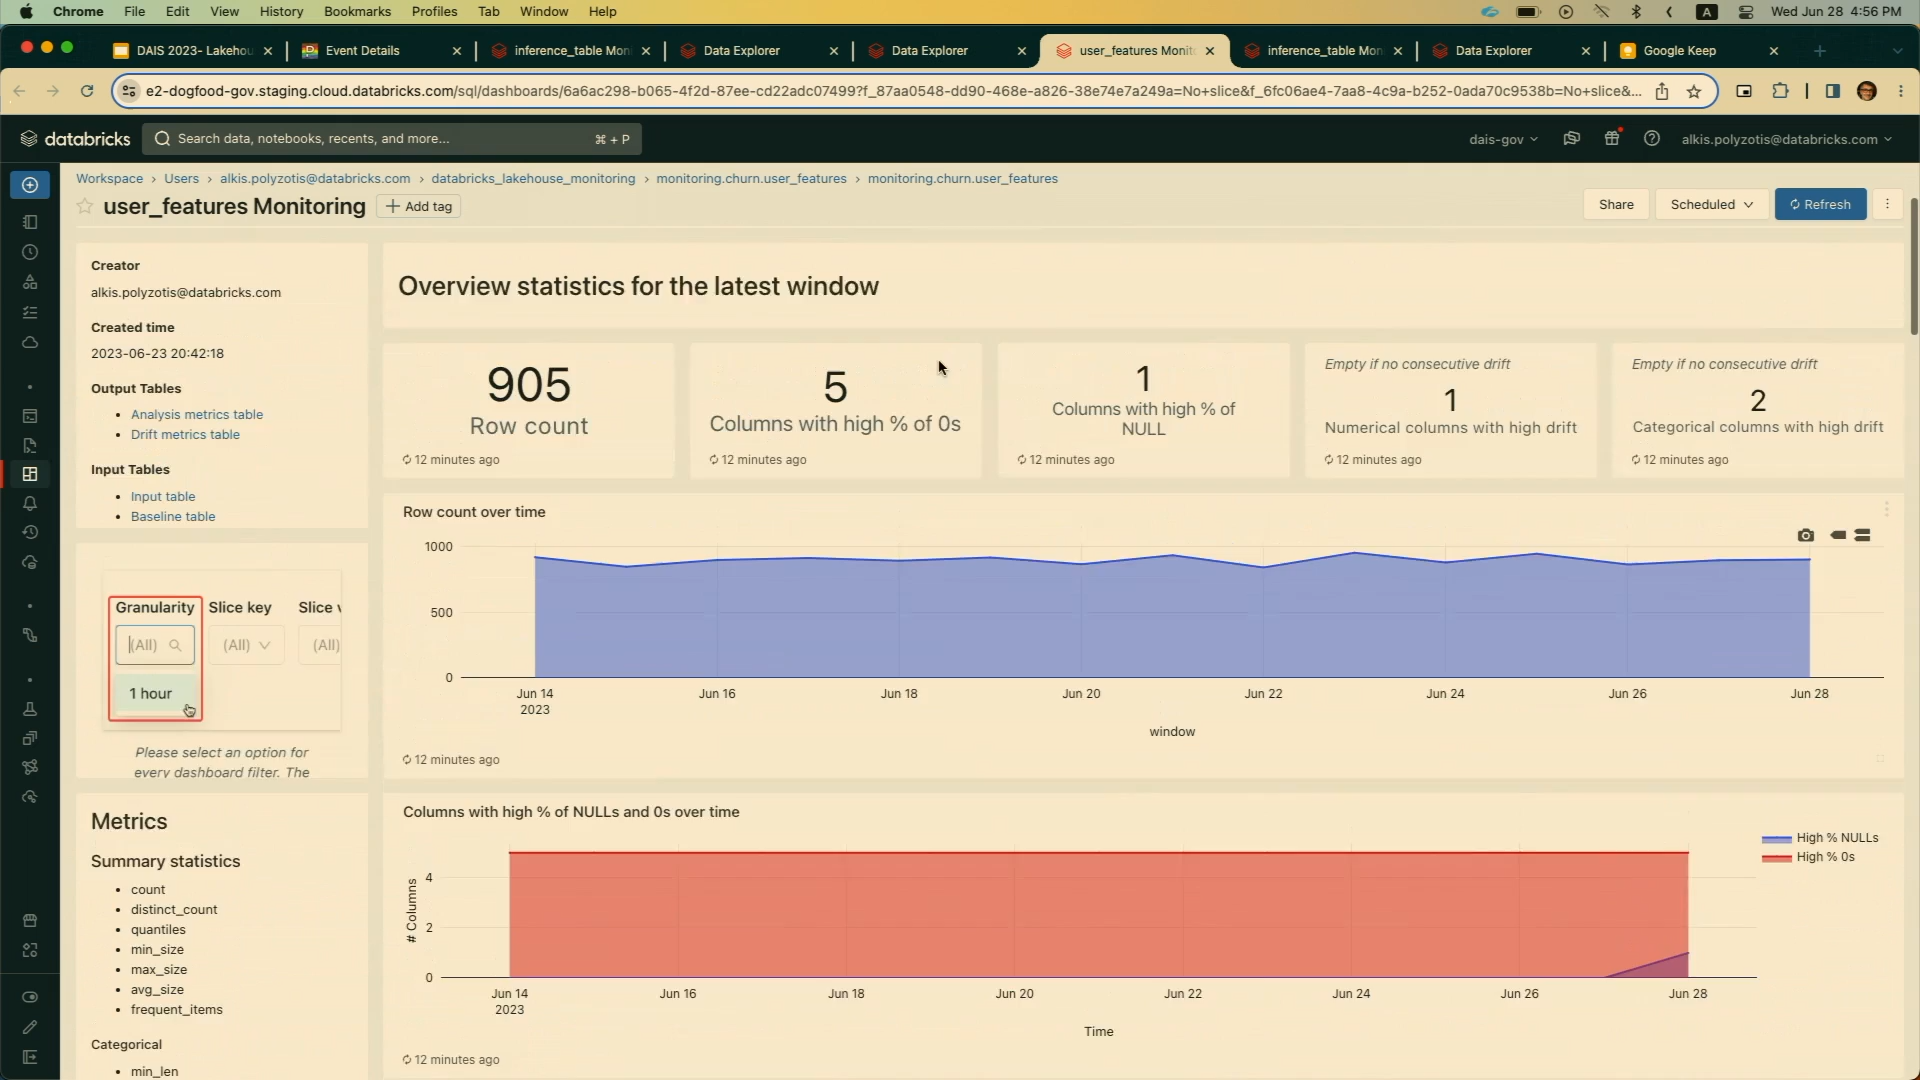 Chrome File Edit View History Bookmarks Profiles Tab Window Help A Wed Jun 28 4:56 PM
DAIS 2023- Lakehou Event Details inference_table Moni Data Explorer Data Explorer user_features Monito inference_table Mon Data Explorer Google Keep
e2-dogfood-gov.staging.cloud.databricks.com/sql/dashboards/6a6ac298-b065-4f2d-87ee-cd22adc07499?f_87aa0548-dd90-468e-a826-38e74e7a249a=No+slice&f_6fc06ae4-7aa8-4c9a-b252-0ada70c9538b=No+slice&...
databricks Search data, notebooks, recents, and more... ⌘ + P dais-gov alkis.polyzotis@databricks.com
Workspace > Users > alkis.polyzotis@databricks.com > databricks_lakehouse_monitoring > monitoring.churn.user_features > monitoring.churn.user_features
user_features Monitoring + Add tag Share Scheduled Refresh
Creator
alkis.polyzotis@databricks.com
Created time
2023-06-23 20:42:18
Output Tables
• Analysis metrics table
• Drift metrics table
Input Tables
• Input table
• Baseline table
Granularity Slice key Slice v
(All) (All) (All)
1 hour
Please select an option for
every dashboard filter. The
Metrics
Summary statistics
• count
• distinct_count
• quantiles
• min_size
• max_size
• avg_size
• frequent_items
Categorical
• min_len
Overview statistics for the latest window
905
Row count
12 minutes ago
5
Columns with high % of 0s
12 minutes ago
1
Columns with high % of
NULL
12 minutes ago
Empty if no consecutive drift
1
Numerical columns with high drift
12 minutes ago
Empty if no consecutive drift
2
Categorical columns with high drift
12 minutes ago
Row count over time
1000
500
0
Jun 14 Jun 16 Jun 18 Jun 20 Jun 22 Jun 24 Jun 26 Jun 28
2023
window
12 minutes ago
Columns with high % of NULLs and 0s over time
High % NULLs
High % 0s
# Columns
4
2
0
Jun 14 Jun 16 Jun 18 Jun 20 Jun 22 Jun 24 Jun 26 Jun 28
2023
Time
12 minutes ago